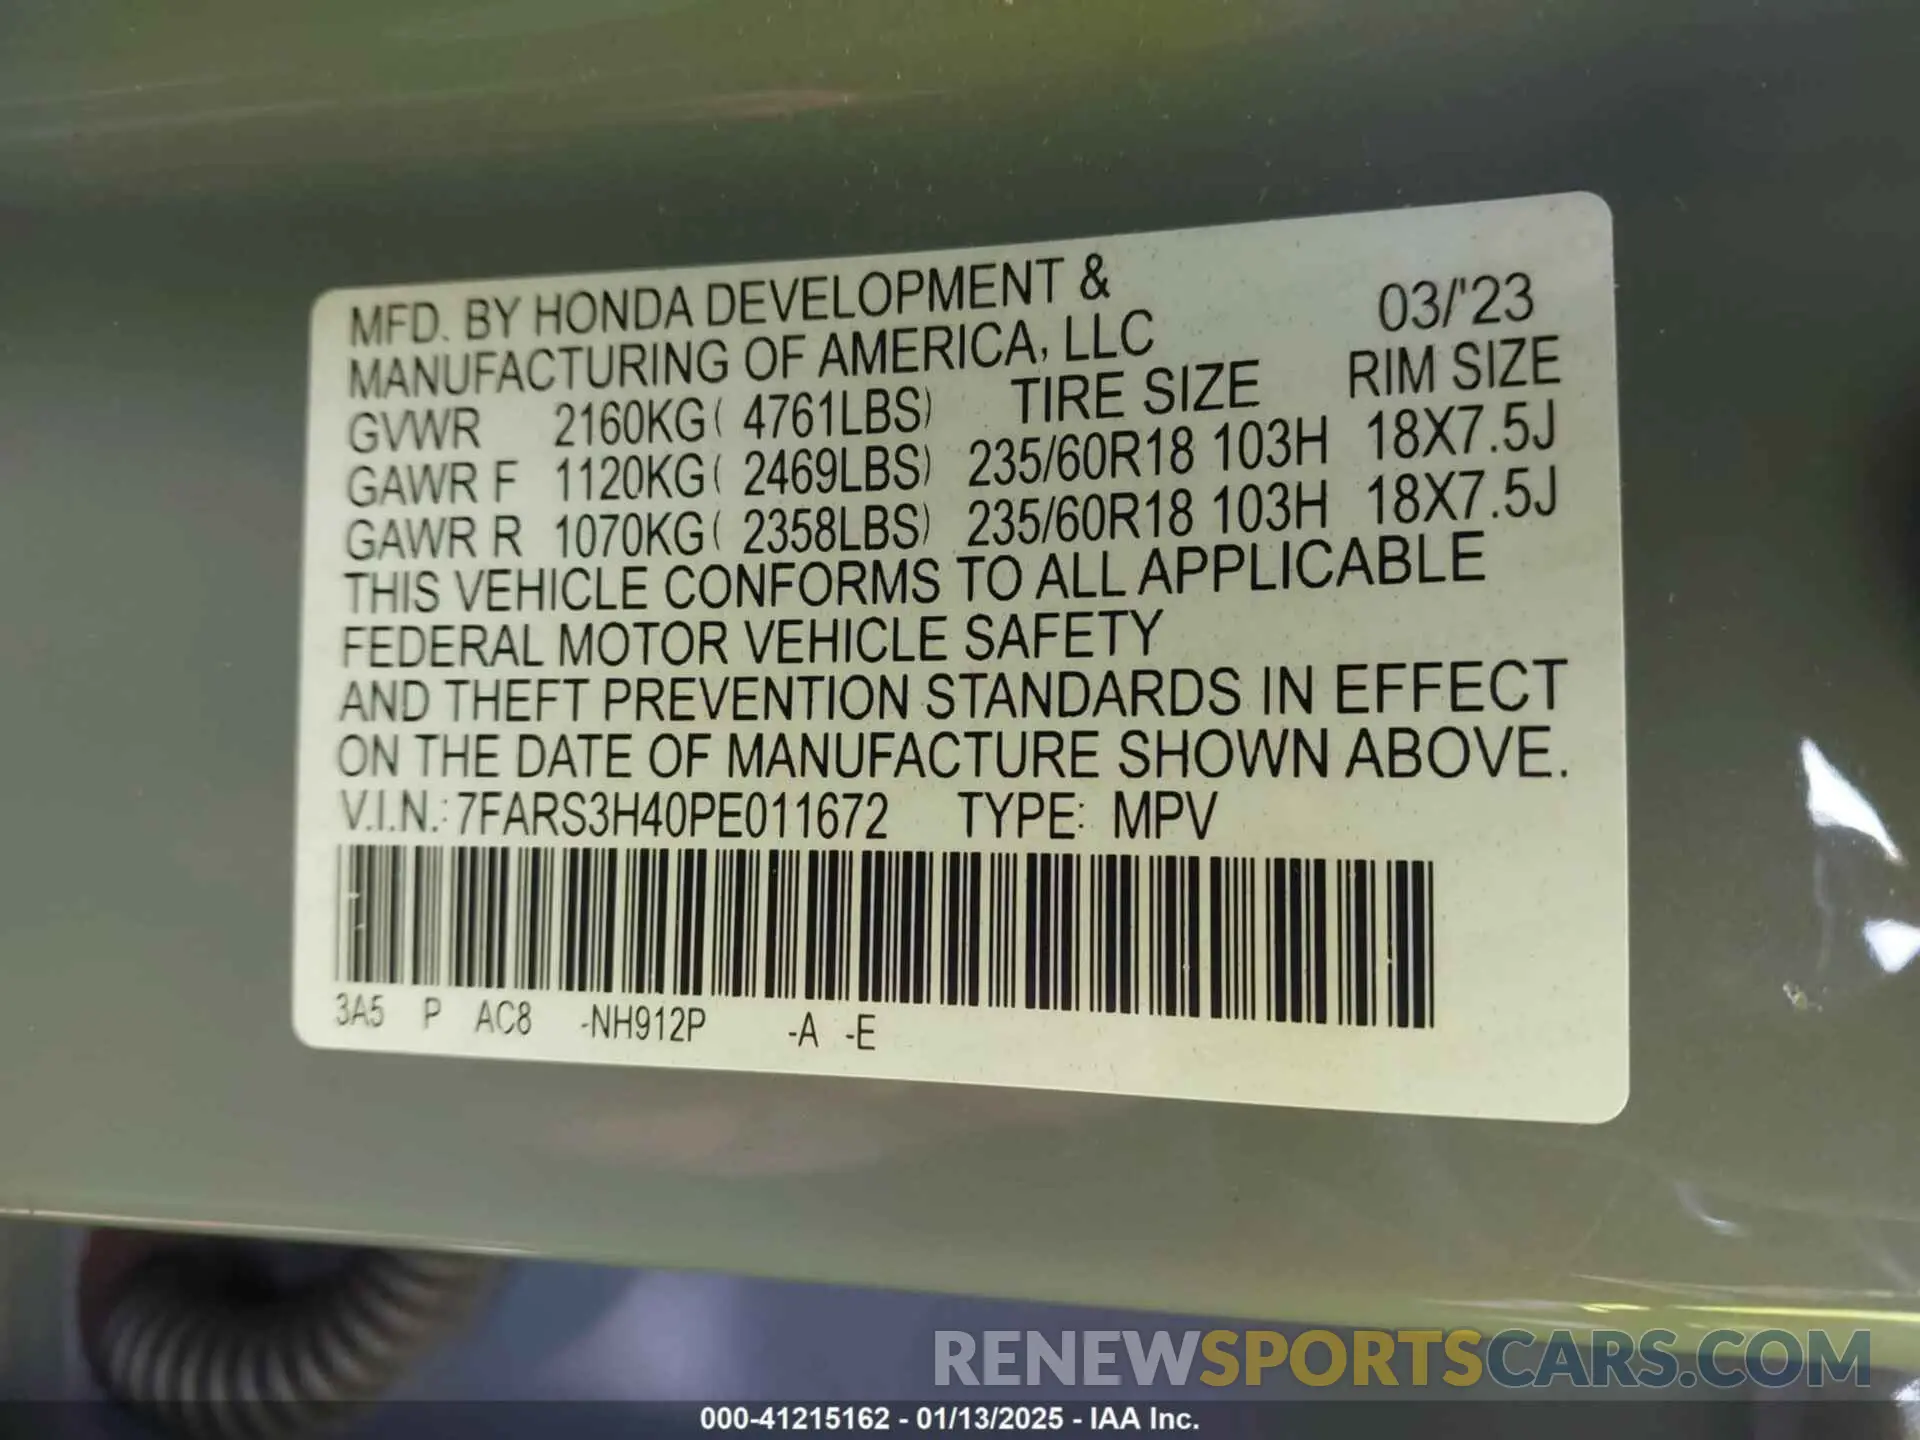 MFD. BY HONDA DEVELOPMENT &
MANUFACTURING OF AMERICA, LLC 03/'23
GVWR 2160KG( 4761LBS) TIRE SIZE RIM SIZE
GAWR F 1120KG( 2469LBS) 235/60R18 103H 18X7.5J
GAWR R 1070KG( 2358LBS) 235/60R18 103H 18X7.5J
THIS VEHICLE CONFORMS TO ALL APPLICABLE
FEDERAL MOTOR VEHICLE SAFETY
AND THEFT PREVENTION STANDARDS IN EFFECT
ON THE DATE OF MANUFACTURE SHOWN ABOVE.
V.I.N.: 7FARS3H40PE011672 TYPE: MPV
3A5 P AC8 -NH912P -A -E
RENEWSPORTSCARS.COM
000-41215162 - 01/13/2025 - IAA Inc.